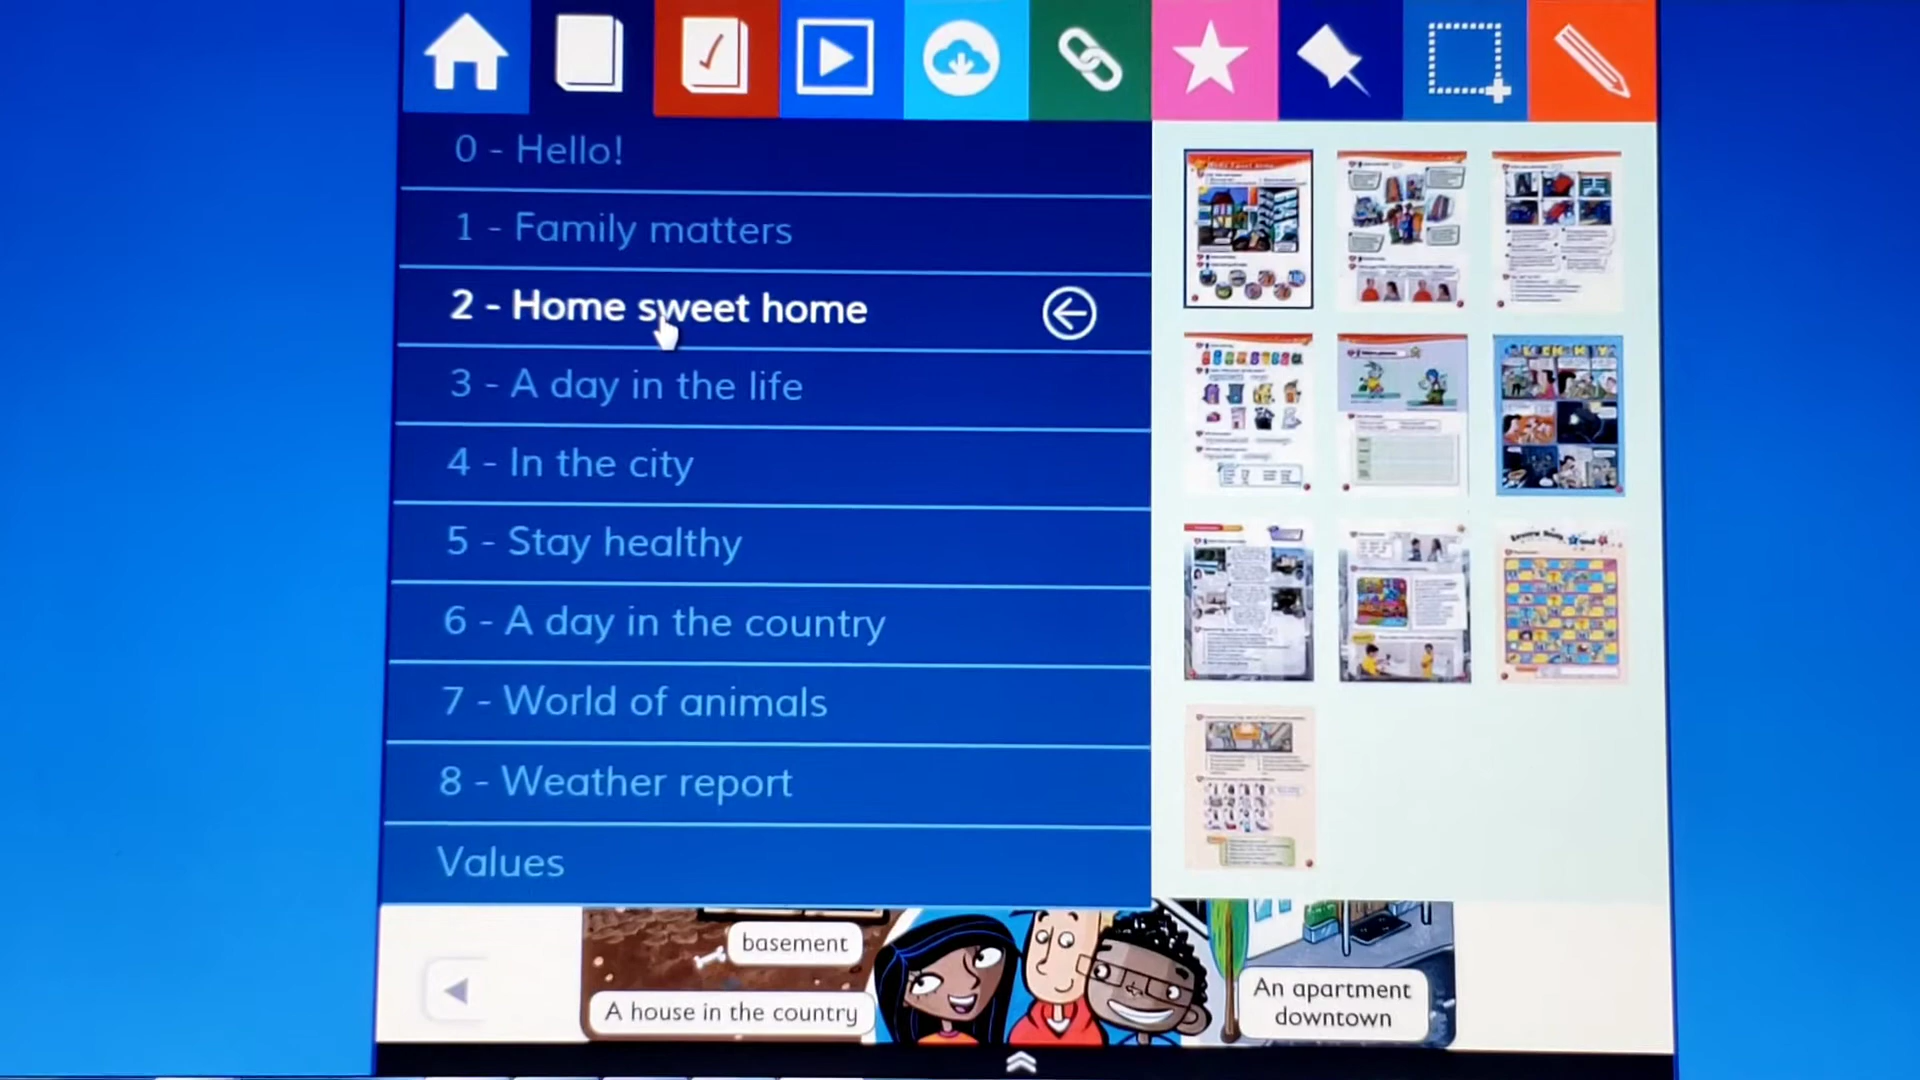 0 - Hello!
1 - Family matters
2 - Home sweet home
3 - A day in the life
4 - In the city
5 - Stay healthy
6 - A day in the country
7 - World of animals
8 - Weather report
Values
basement
A house in the country
An apartment
downtown